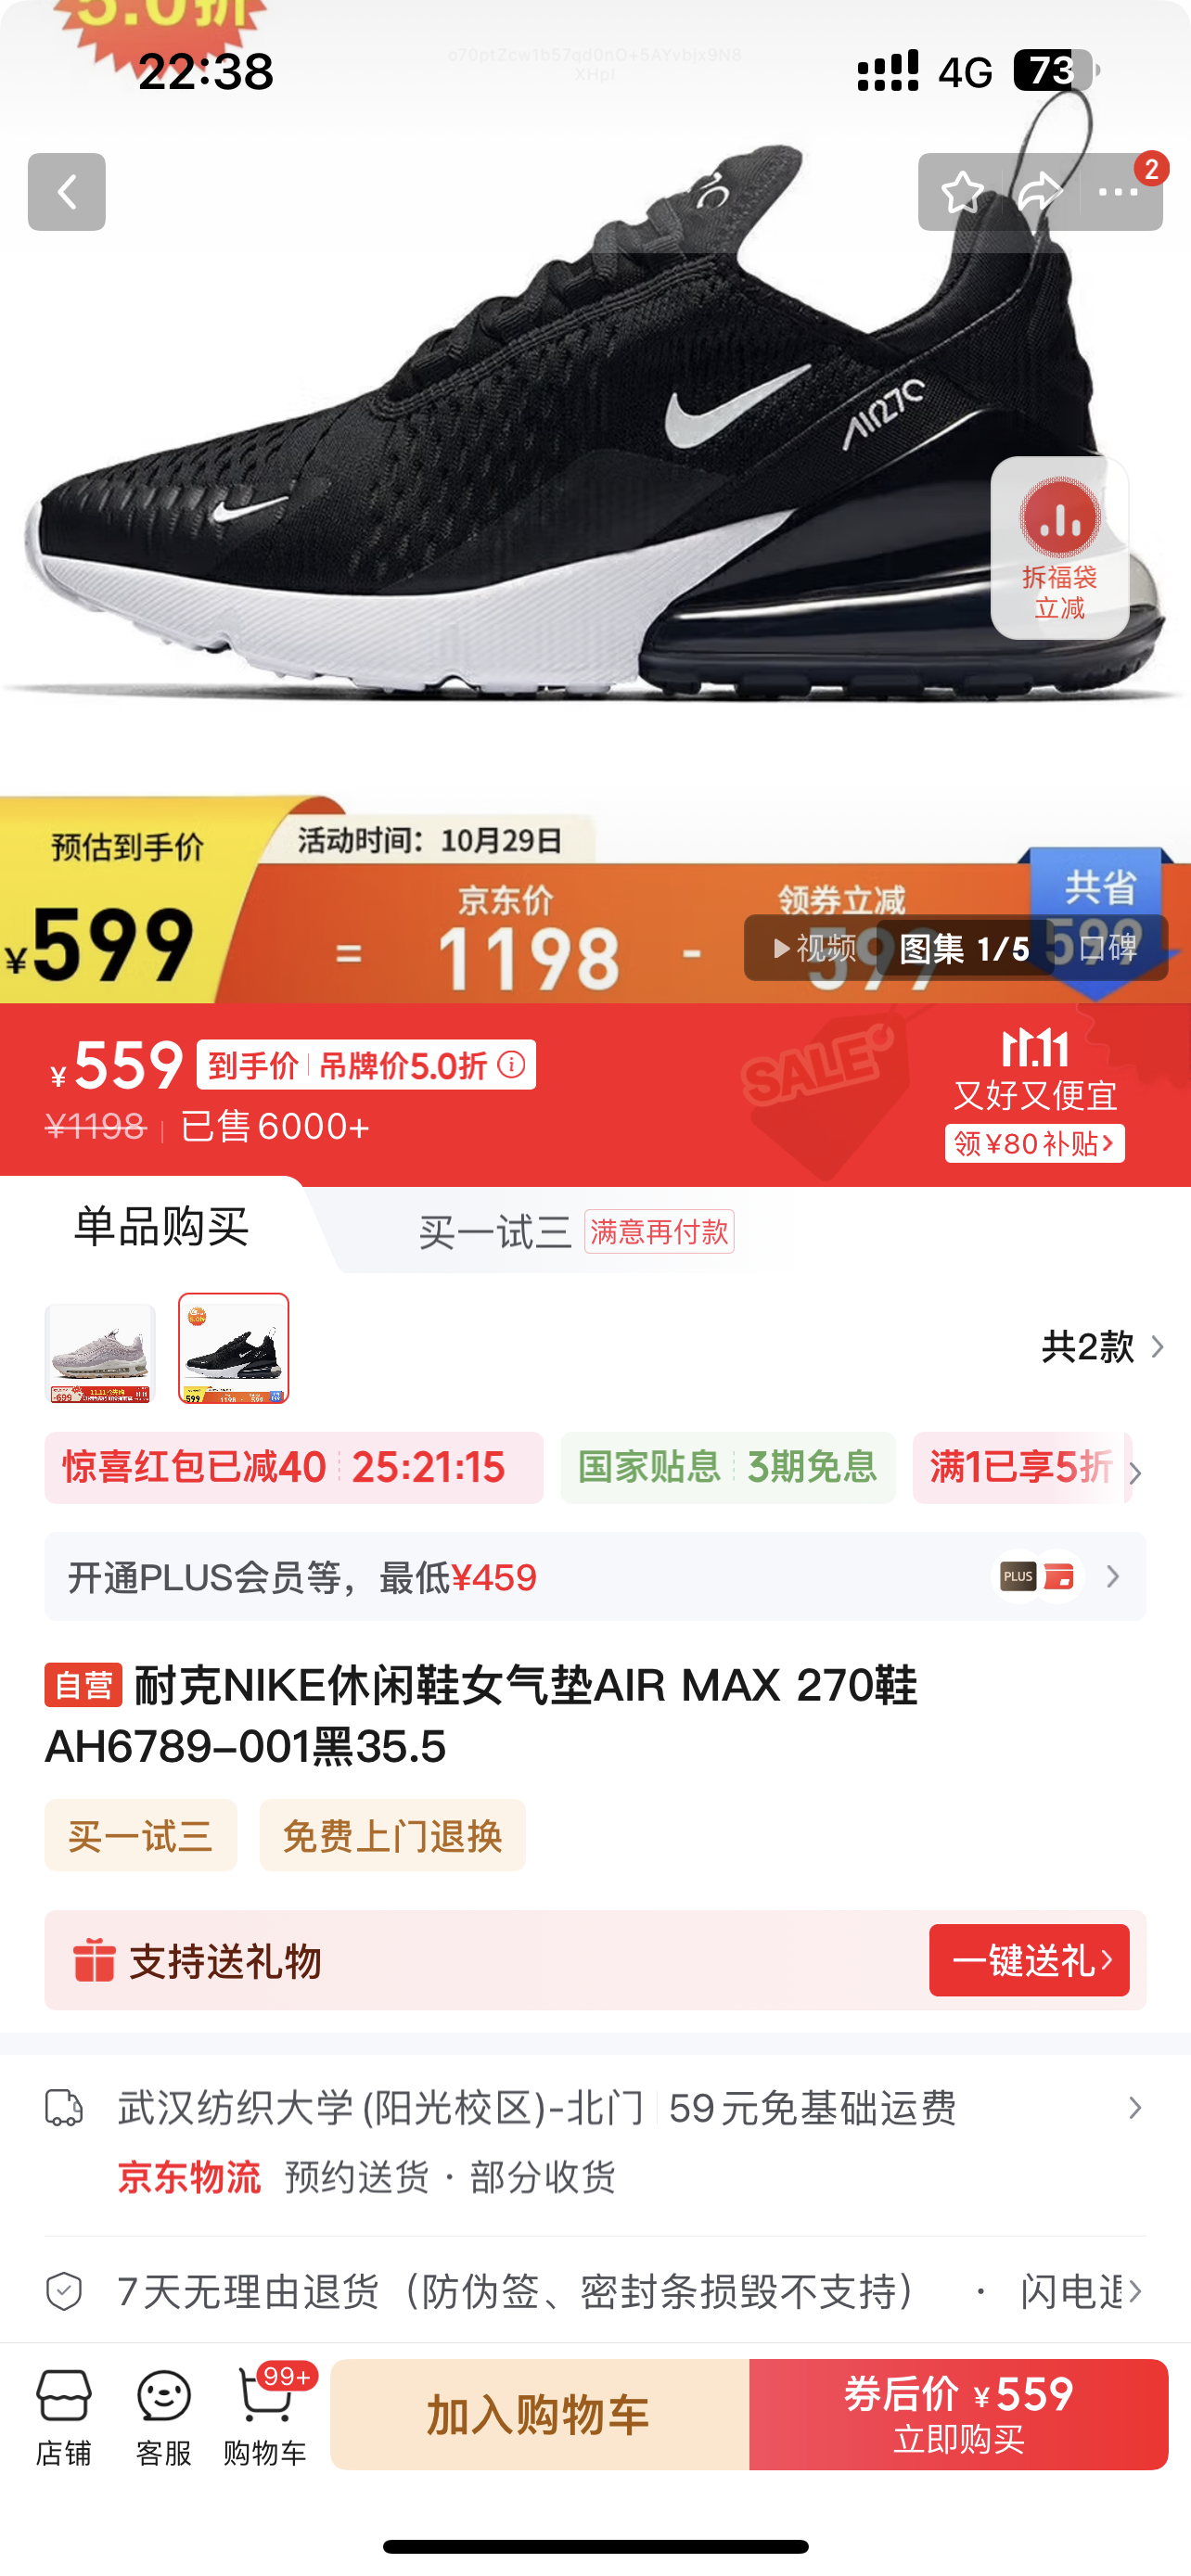 5.0折
22:38
4G
73
2
AIR270
拆福袋
立减
预估到手价
活动时间：10月29日
¥599
=
京东价
1198
-
领券立减
599
共省
599
视频
图集 1/5
口碑
¥559
到手价
吊牌价5.0折
SALE
11.11
¥1198
已售6000+
又好又便宜
领¥80补贴
单品购买
买一试三
满意再付款
共2款
惊喜红包已减40
25:21:15
国家贴息
3期免息
满1已享5折
开通PLUS会员等，最低¥459
PLUS
自营 耐克NIKE休闲鞋女气垫AIR MAX 270鞋
AH6789-001黑35.5
买一试三
免费上门退换
支持送礼物
一键送礼
武汉纺织大学(阳光校区)-北门
59元免基础运费
京东物流 预约送货·部分收货
7天无理由退货（防伪签、密封条损毁不支持） · 闪电退
99+
店铺
客服
购物车
加入购物车
券后价 ¥559
立即购买